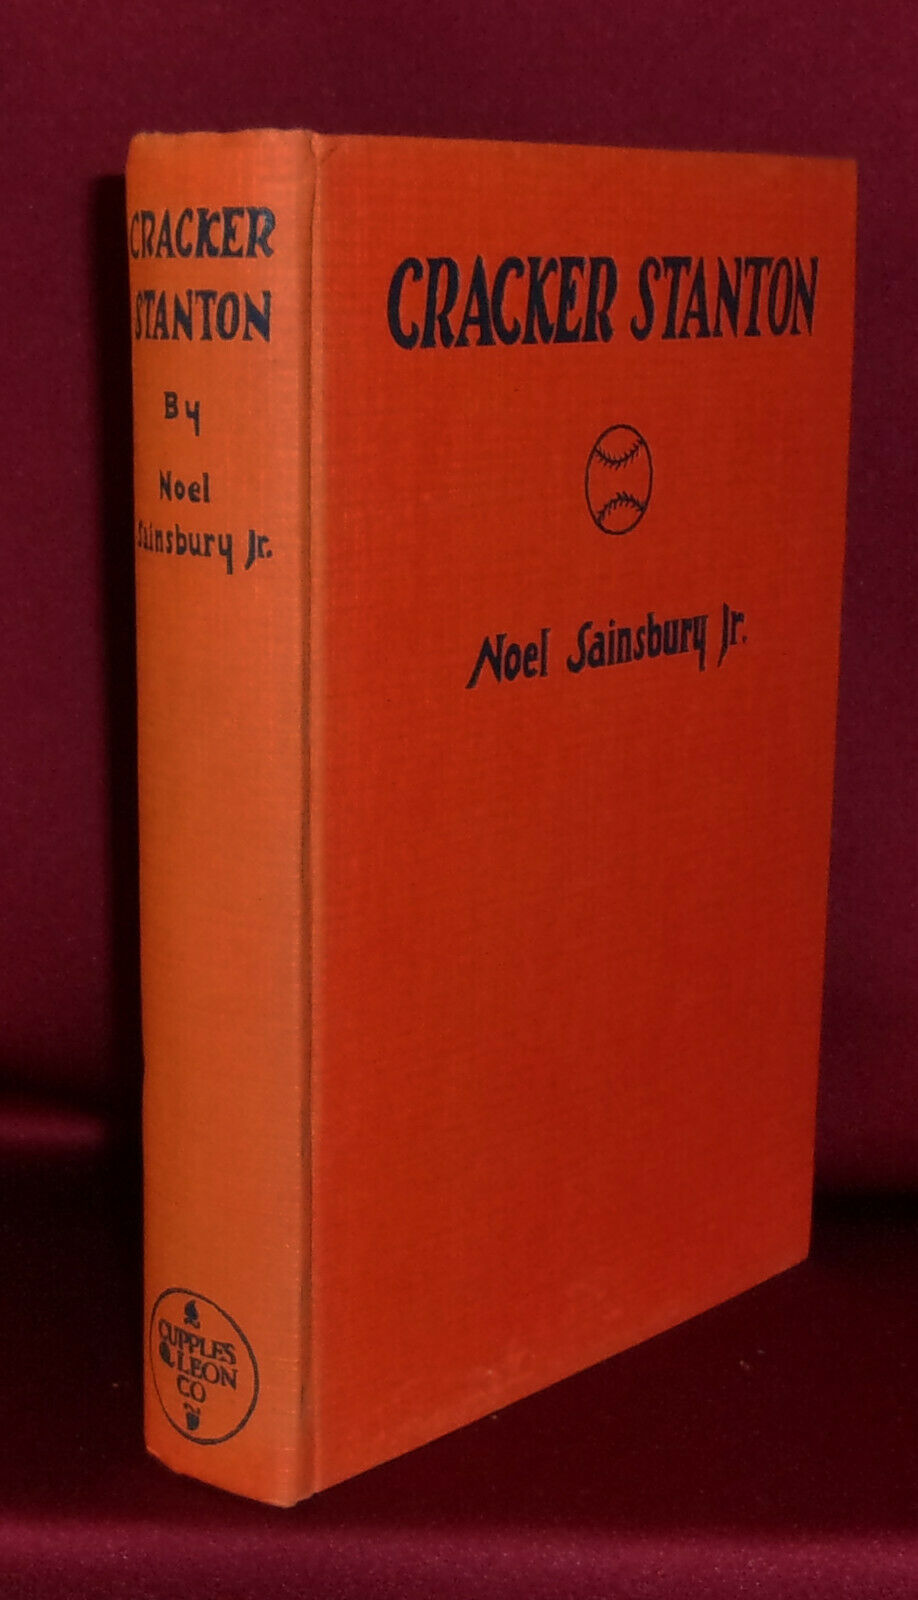 CRACKER
STANTON
By
Noel
Sainsbury Jr.
CUPPLES
& LEON
CO
CRACKER STANTON
Noel Sainsbury Jr.